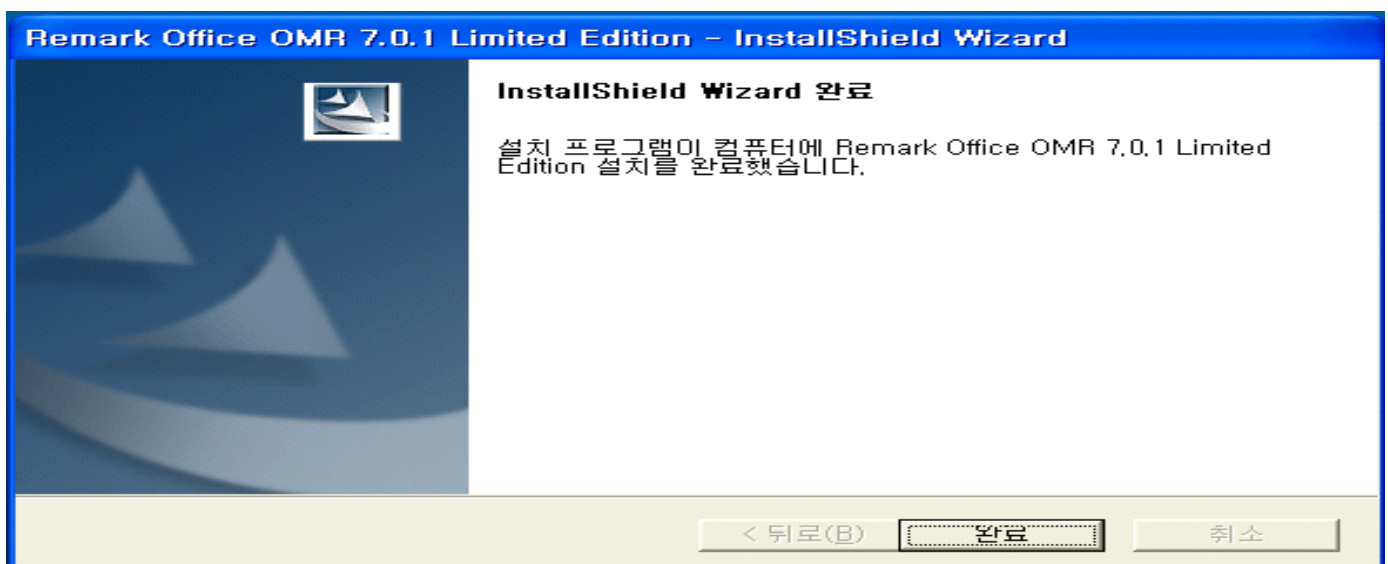 Remark Office OMR 7.0.1 Limited Edition - InstallShield Wizard
InstallShield Wizard 완료
설치 프로그램이 컴퓨터에 Remark Office OMR 7.0.1 Limited
Edition 설치를 완료했습니다.
< 뒤로(B) 완료 취소